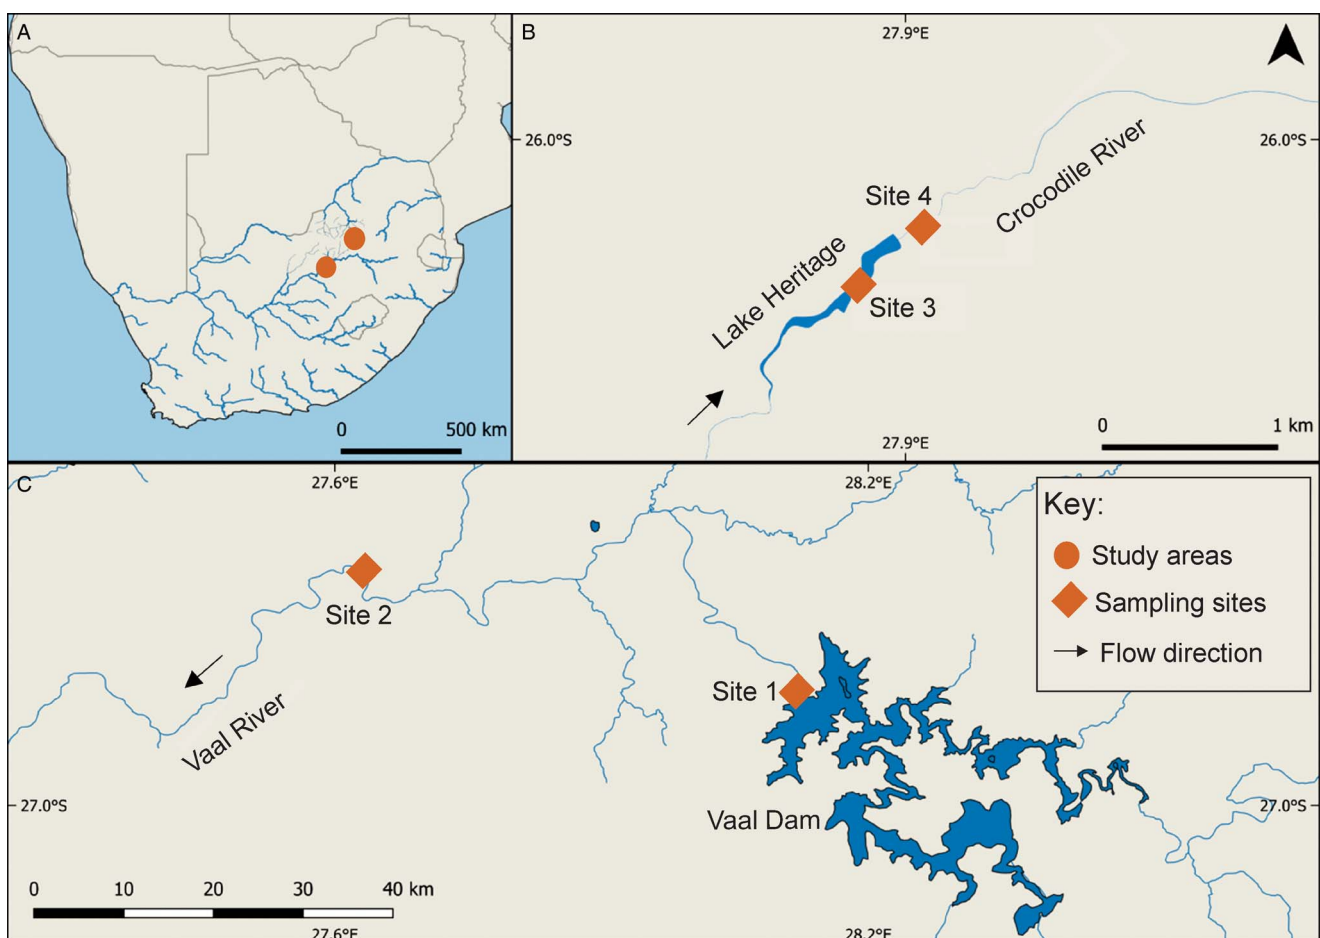 A
0 500 km
B
27.9°E
26.0°S
26.0°S
Site 4
Crocodile River
Lake Heritage
Site 3
0 1 km
27.9°E
C
27.6°E
28.2°E
Key:
Study areas
Sampling sites
Flow direction
Site 2
Site 1
Vaal River
27.0°S
27.0°S
Vaal Dam
0 10 20 30 40 km
27.6°E
28.2°E